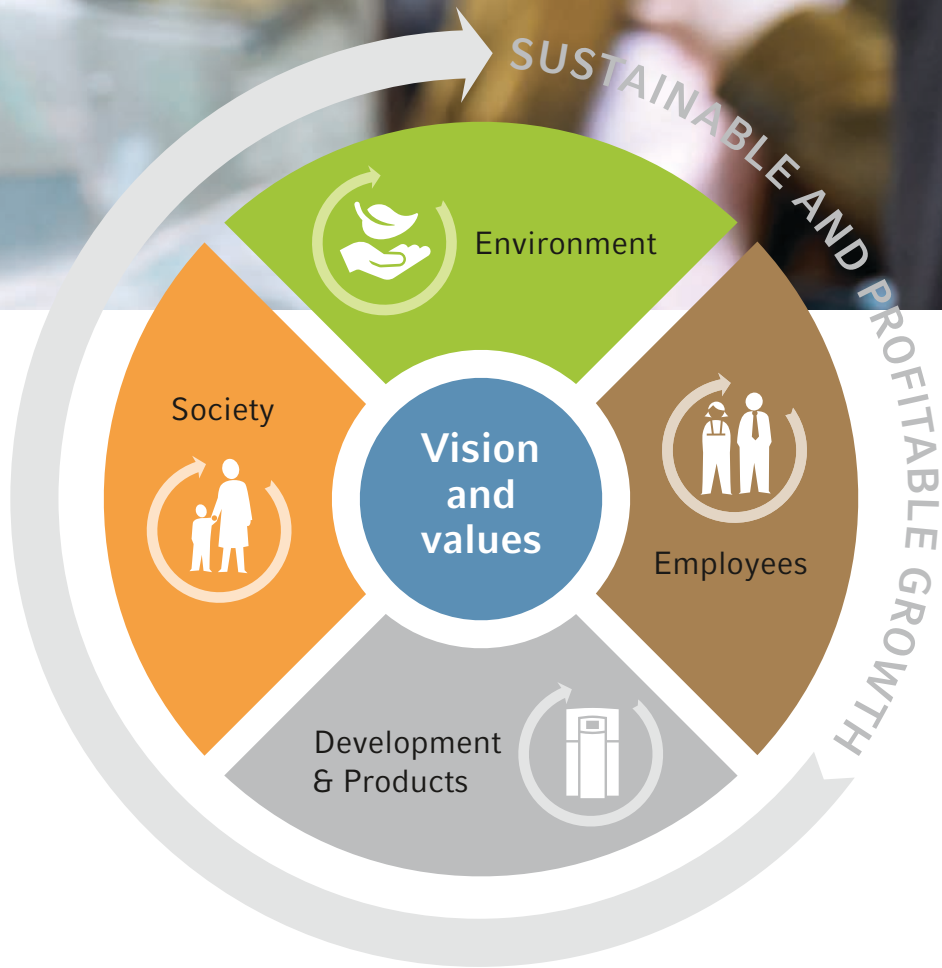 SUSTAINABLE AND PROFITABLE GROWTH
Environment
Society
Vision
and
values
Employees
Development
& Products